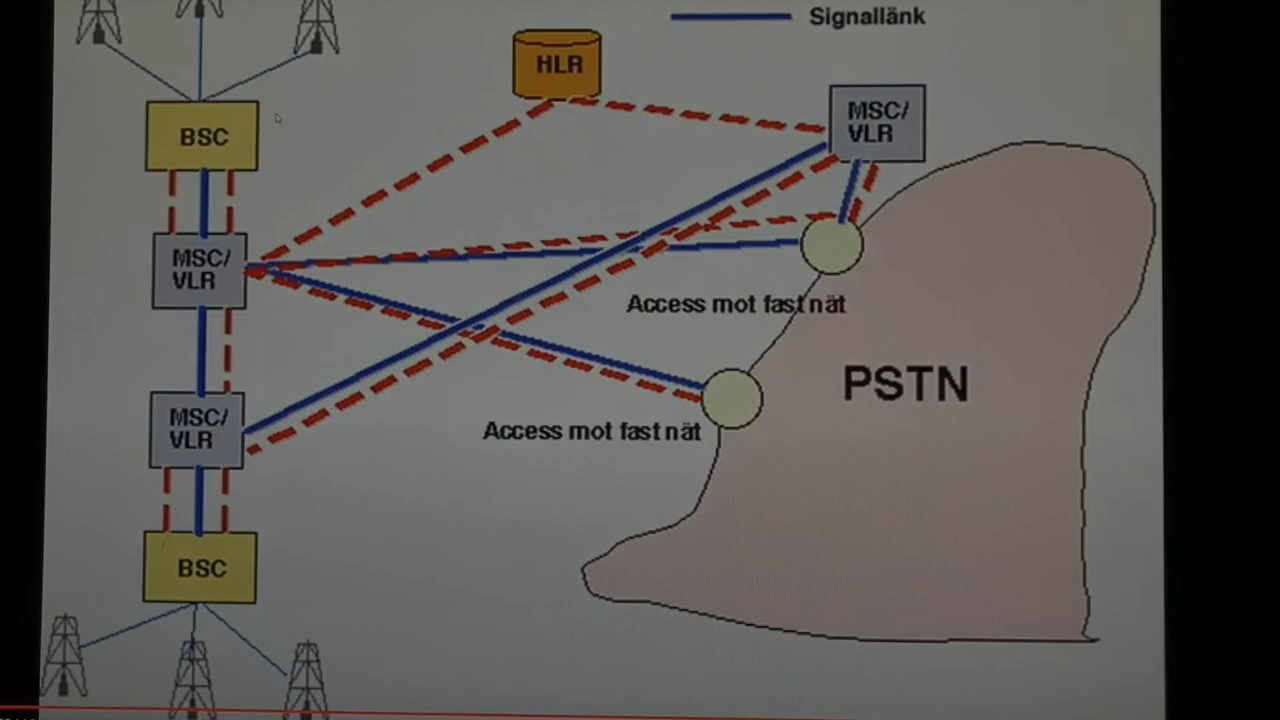 Signallänk
HLR
MSC/
VLR
BSC
MSC/
VLR
Access mot fast nät
PSTN
MSC/
VLR
Access mot fast nät
BSC